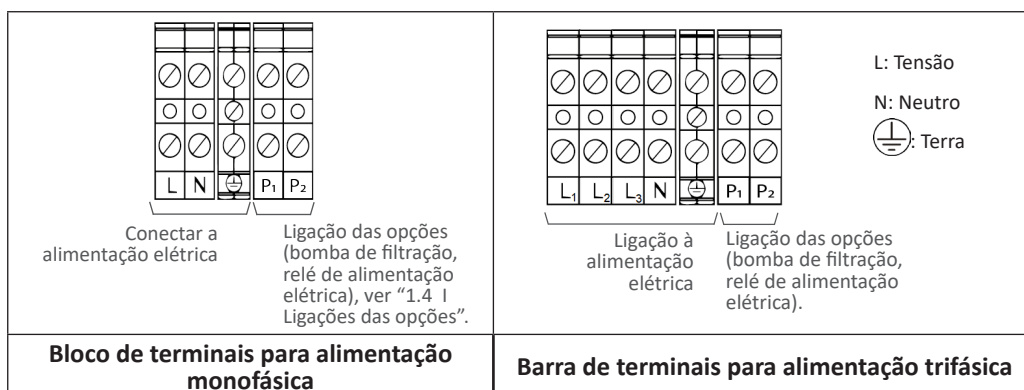 L N P₁ P₂
Conectar a
alimentação elétrica
Ligação das opções
(bomba de filtração,
relé de alimentação
elétrica), ver “1.4 I
Ligações das opções”.
Bloco de terminais para alimentação
monofásica
L₁ L₂ L₃ N P₁ P₂
Ligação à
alimentação
elétrica
Ligação das opções
(bomba de filtração,
relé de alimentação
elétrica).
L: Tensão
N: Neutro
: Terra
Barra de terminais para alimentação trifásica